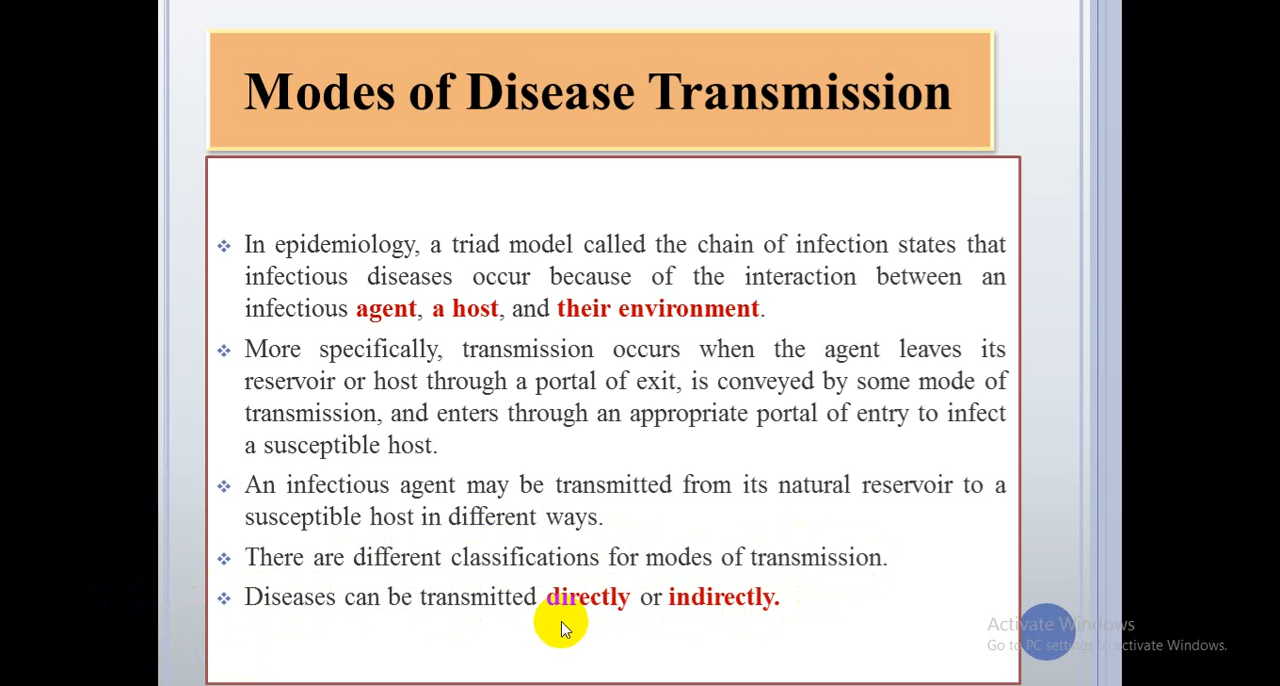 Modes of Disease Transmission
In epidemiology, a triad model called the chain of infection states that
infectious diseases occur because of the interaction between an
infectious agent, a host, and their environment.
More specifically, transmission occurs when the agent leaves its
reservoir or host through a portal of exit, is conveyed by some mode of
transmission, and enters through an appropriate portal of entry to infect
a susceptible host.
An infectious agent may be transmitted from its natural reservoir to a
susceptible host in different ways.
There are different classifications for modes of transmission.
Diseases can be transmitted directly or indirectly.
Activate Windows
Go to PC settings to activate Windows.